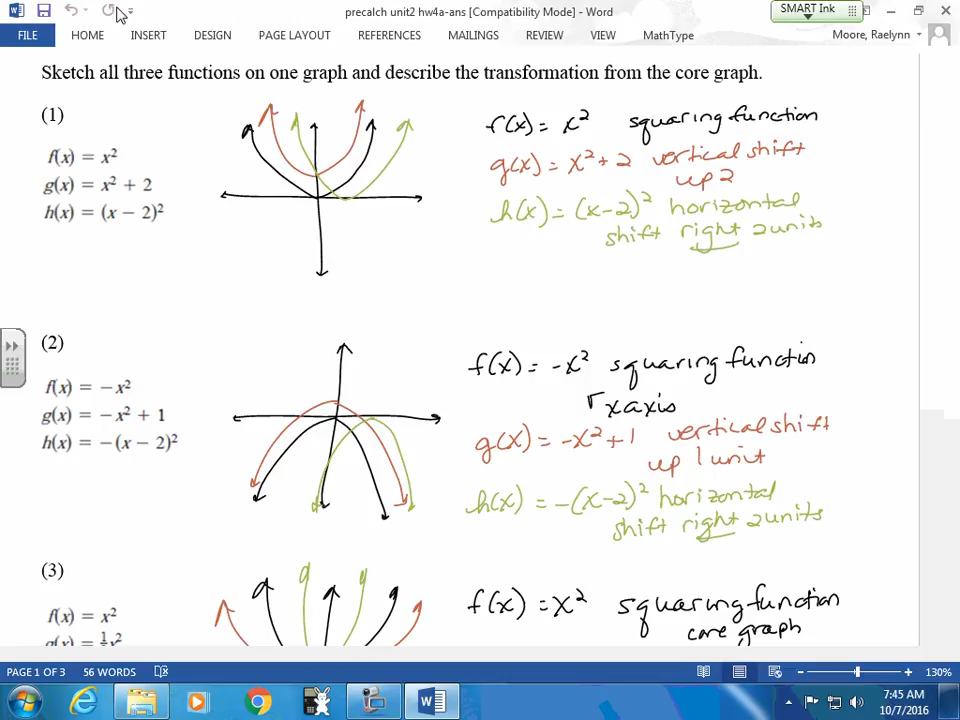 precalch unit2 hw4a-ans [Compatibility Mode] - Word
SMART Ink
FILE HOME INSERT DESIGN PAGE LAYOUT REFERENCES MAILINGS REVIEW VIEW MathType Moore, Raelynn
Sketch all three functions on one graph and describe the transformation from the core graph.
(1)
f(x) = x²
g(x) = x² + 2
h(x) = (x − 2)²
f(x) = x² squaring function
g(x) = x² + 2 vertical shift
up 2
h(x) = (x-2)² horizontal
shift right 2 units
(2)
f(x) = −x²
g(x) = −x² + 1
h(x) = −(x − 2)²
f(x) = -x² squaring function
r x axis
g(x) = -x² + 1 vertical shift
up 1 unit
h(x) = -(x-2)² horizontal
shift right 2 units
(3)
f(x) = x²
f(x) = x² squaring function
core graph
PAGE 1 OF 3 56 WORDS 130%
7:45 AM
10/7/2016